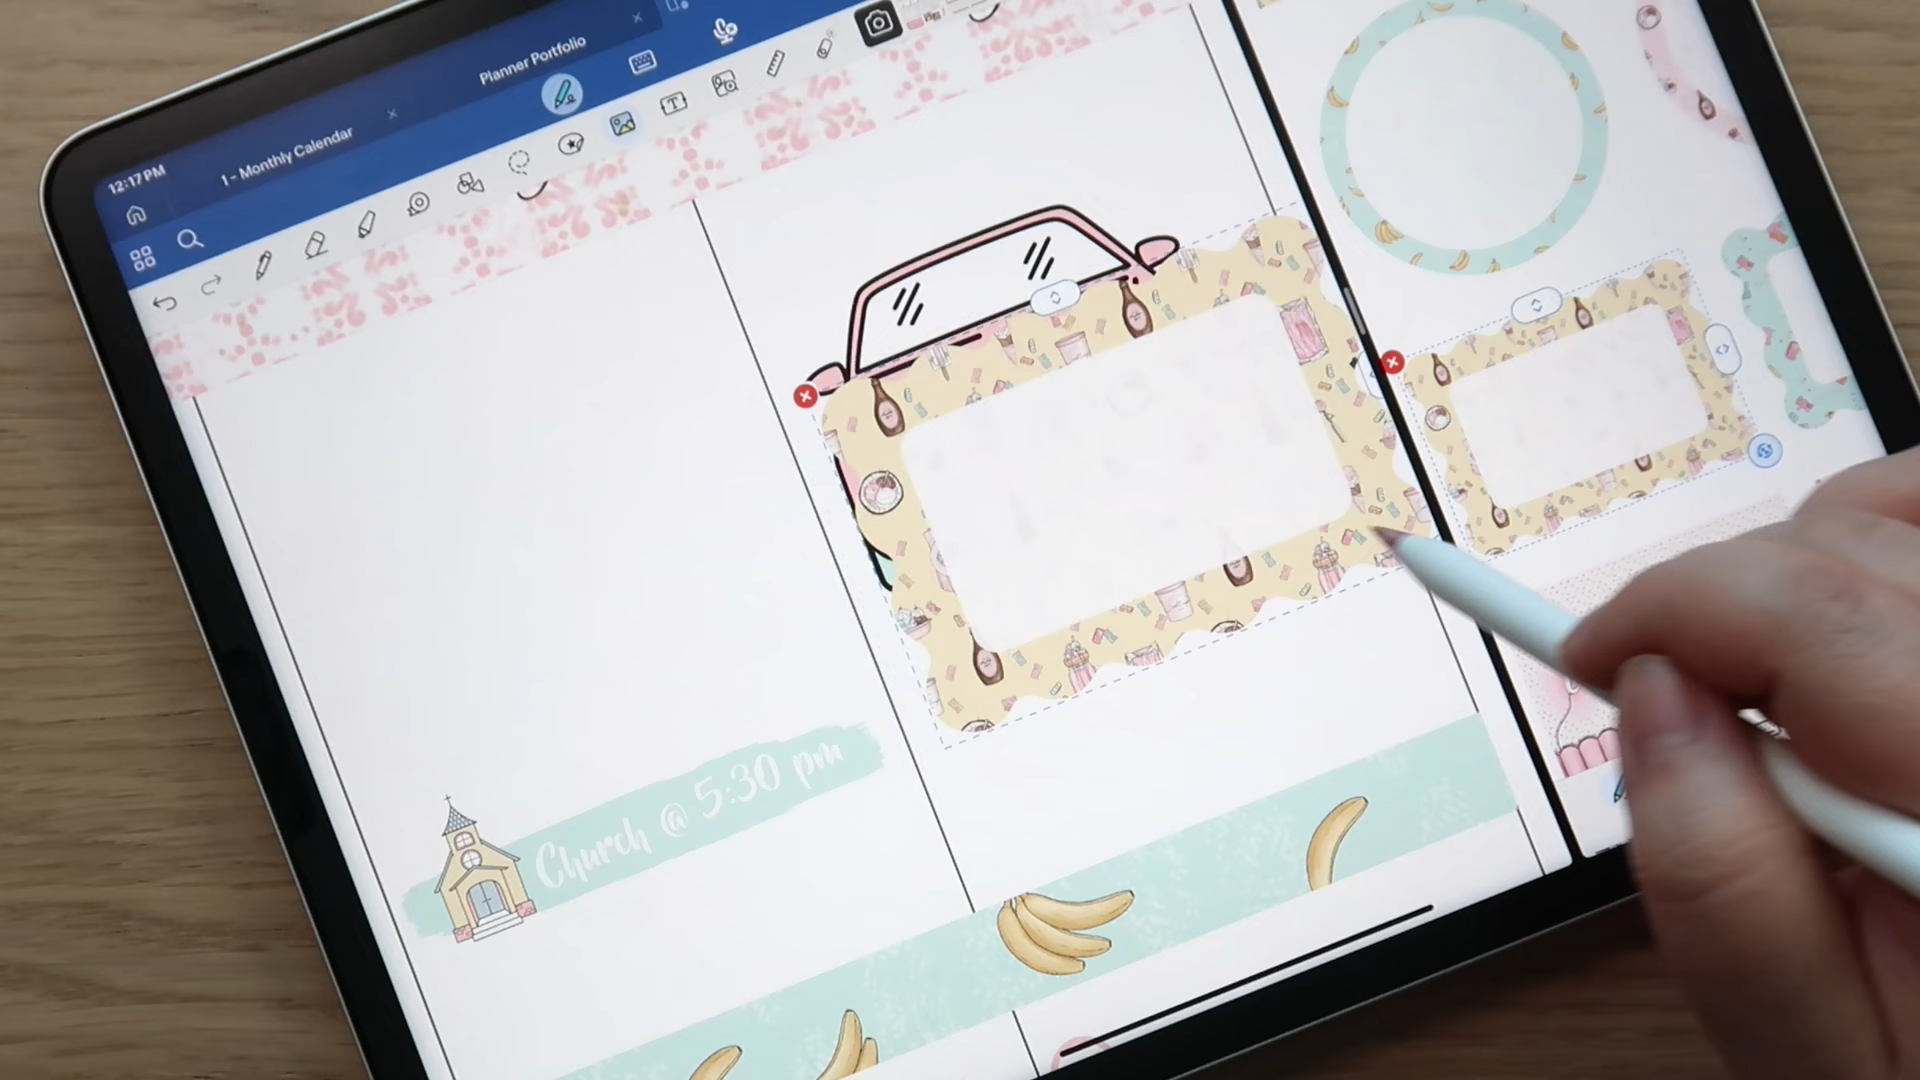 Planner Portfolio
12:17 PM
1 - Monthly Calendar
T
Church @ 5:30 pm